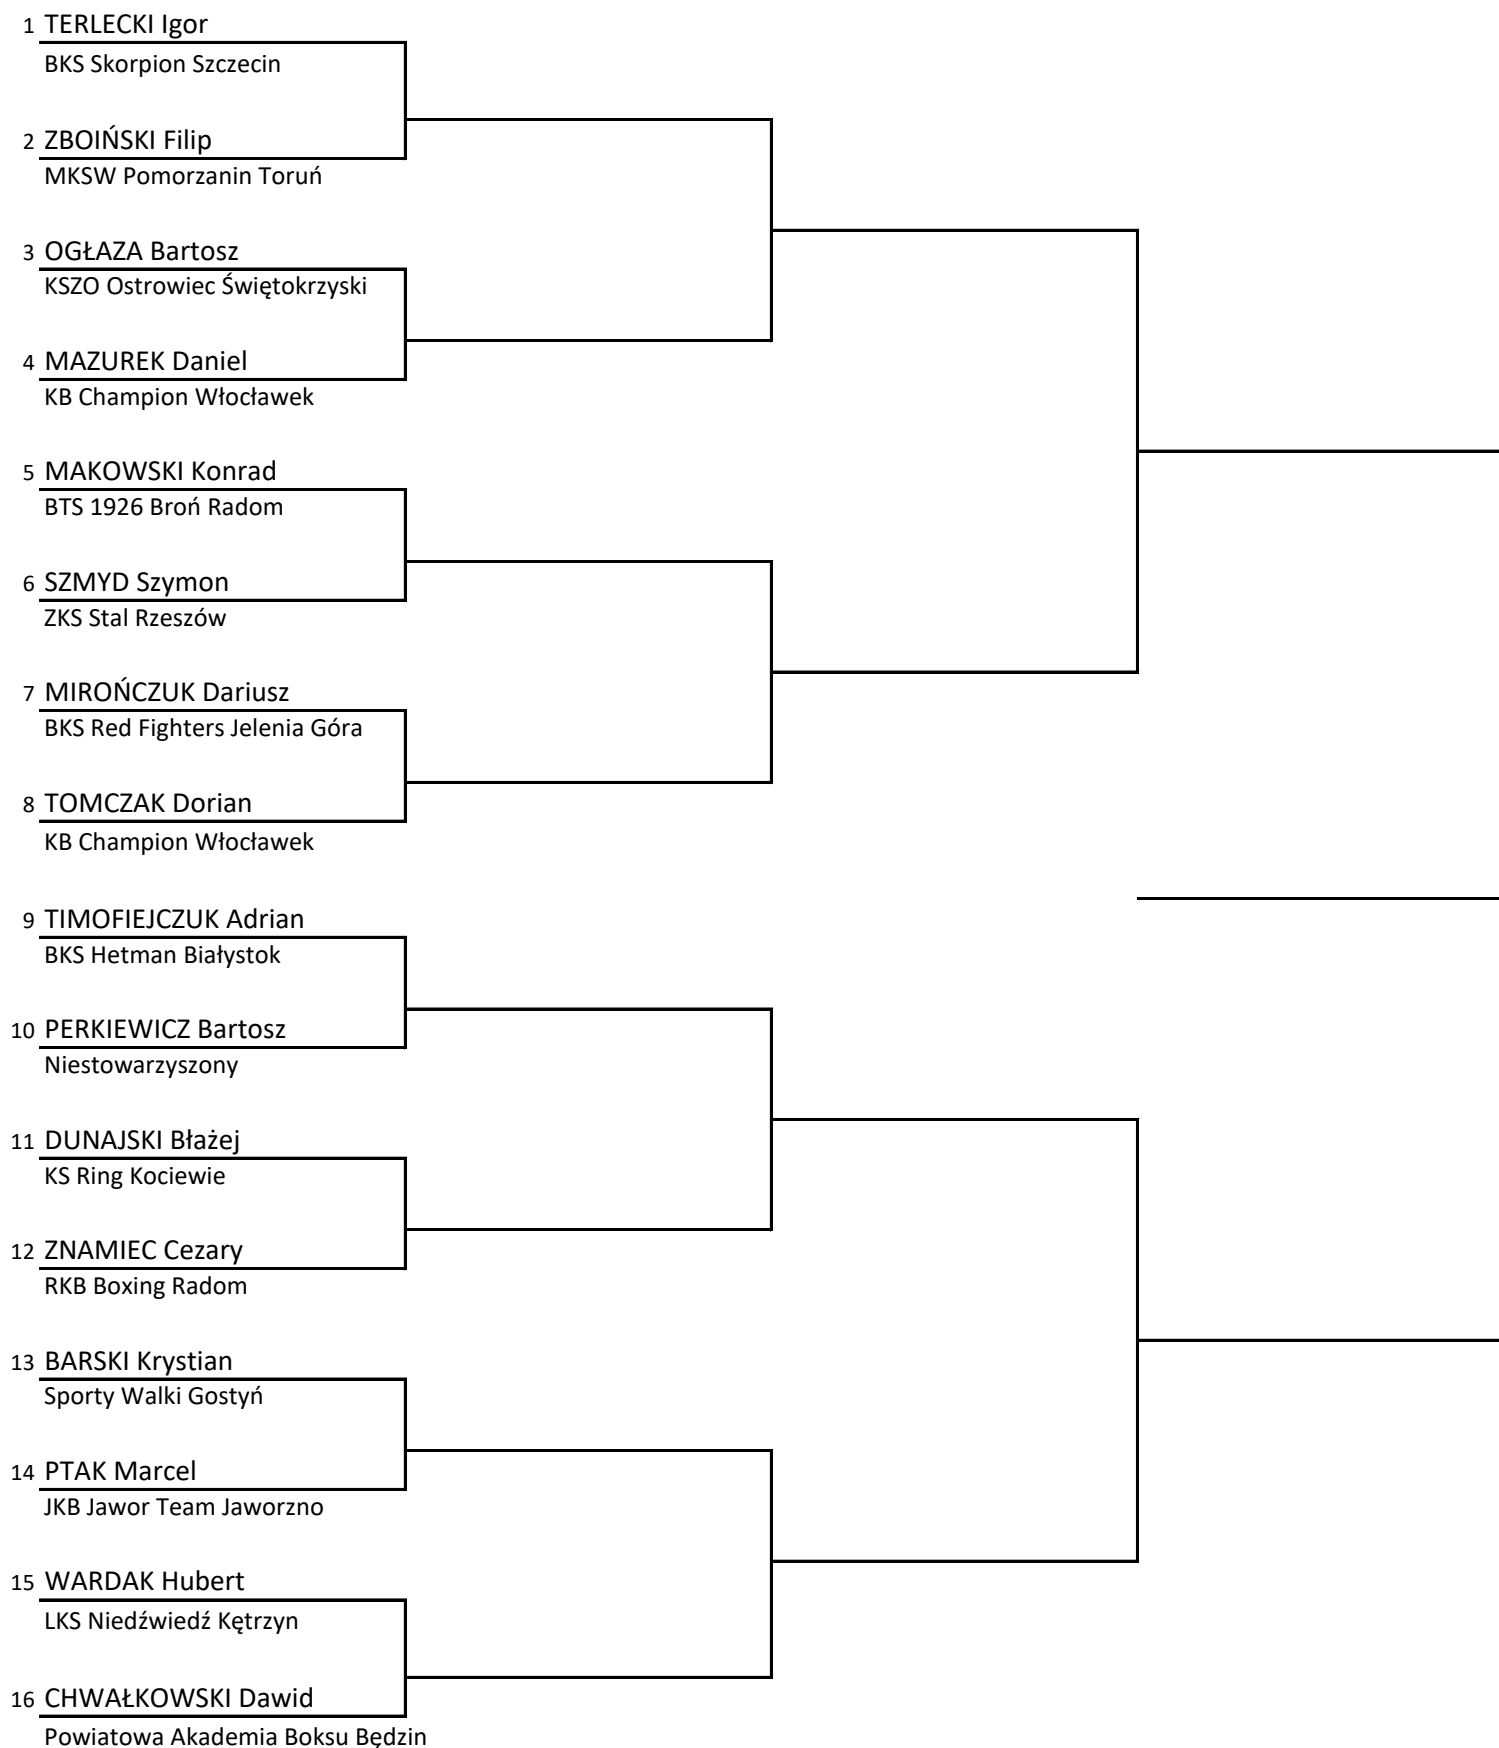 1 TERLECKI Igor
BKS Skorpion Szczecin
2 ZBOIŃSKI Filip
MKSW Pomorzanin Toruń
3 OGŁAZA Bartosz
KSZO Ostrowiec Świętokrzyski
4 MAZUREK Daniel
KB Champion Włocławek
5 MAKOWSKI Konrad
BTS 1926 Broń Radom
6 SZMYD Szymon
ZKS Stal Rzeszów
7 MIROŃCZUK Dariusz
BKS Red Fighters Jelenia Góra
8 TOMCZAK Dorian
KB Champion Włocławek
9 TIMOFIEJCZUK Adrian
BKS Hetman Białystok
10 PERKIEWICZ Bartosz
Niestowarzyszony
11 DUNAJSKI Błażej
KS Ring Kociewie
12 ZNAMIEC Cezary
RKB Boxing Radom
13 BARSKI Krystian
Sporty Walki Gostyń
14 PTAK Marcel
JKB Jawor Team Jaworzno
15 WARDAK Hubert
LKS Niedźwiedź Kętrzyn
16 CHWAŁKOWSKI Dawid
Powiatowa Akademia Boksu Będzin